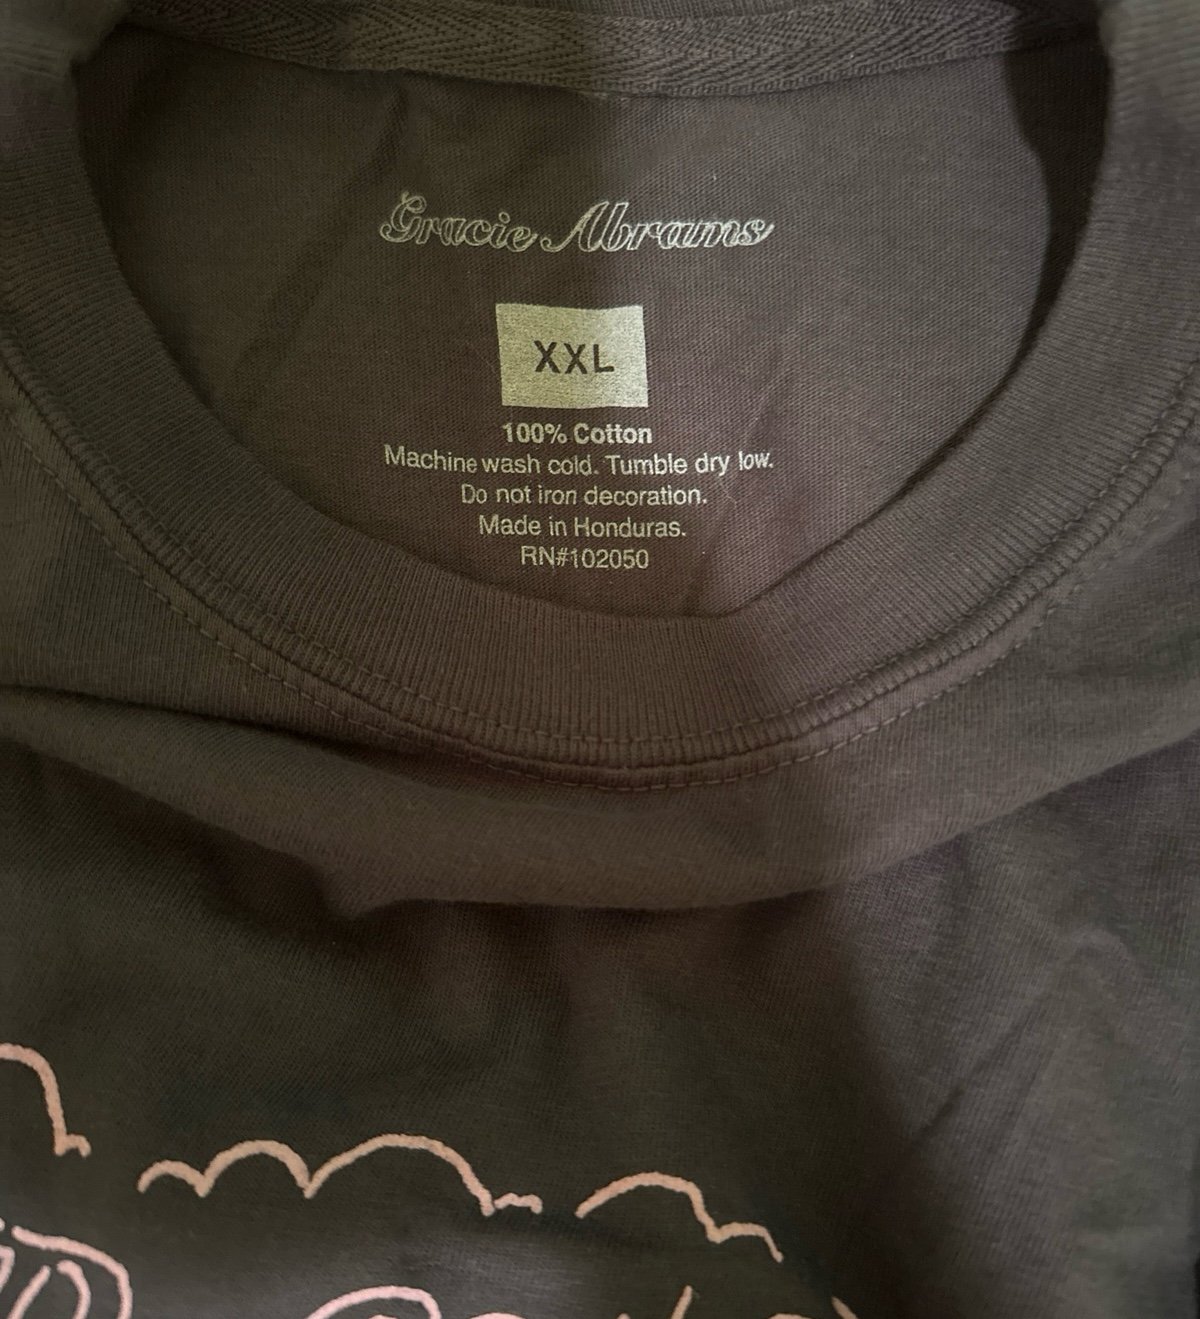 Gracie Abrams
XXL
100% Cotton
Machine wash cold. Tumble dry low.
Do not iron decoration.
Made in Honduras.
RN#102050